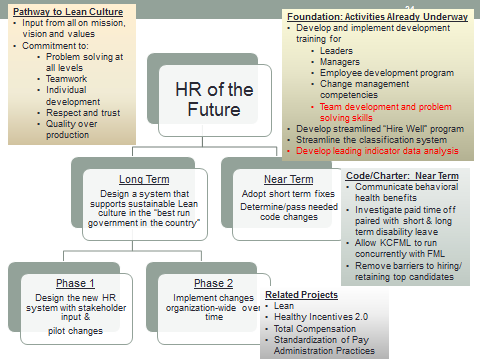 Pathway to Lean Culture
• Input from all on mission,
vision and values
• Commitment to:
• Problem solving at
all levels
• Teamwork
• Individual
development
• Respect and trust
• Quality over
production
HR of the
Future
Foundation: Activities Already Underway
• Develop and implement development
training for
• Leaders
• Managers
• Employee development program
• Change management
competencies
• Team development and problem
solving skills
• Develop streamlined "Hire Well" program
• Streamline the classification system
• Develop leading indicator data analysis
Long Term
Design a system that
supports sustainable Lean
culture in the "best run
government in the country"
Near Term
Adopt short term fixes
Determine/pass needed
code changes
Code/Charter: Near Term
• Communicate behavioral
health benefits
• Investigate paid time off
paired with short & long
term disability leave
• Allow KCFML to run
concurrently with FML
• Remove barriers to hiring/
retaining top candidates
Phase 1
Design the new HR
system with stakeholder
input &
pilot changes
Phase 2
Implement changes
organization-wide over
time
Related Projects
• Lean
• Healthy Incentives 2.0
• Total Compensation
• Standardization of Pay
Administration Practices